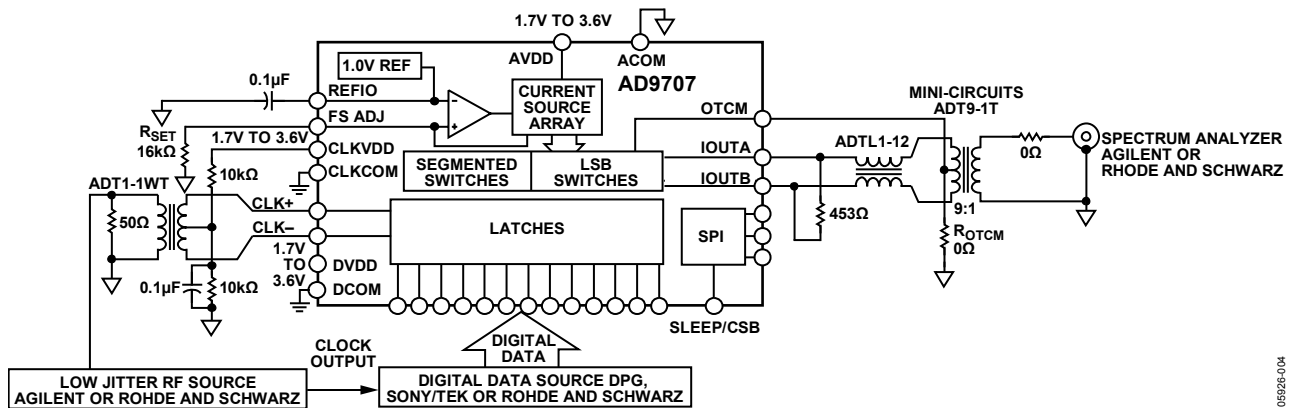 1.7V TO 3.6V
AVDD
ACOM
AD9707
1.0V REF
0.1µF
REFIO
CURRENT
SOURCE
ARRAY
OTCM
MINI-CIRCUITS
ADT9-1T
FS ADJ
RSET
16kΩ
1.7V TO 3.6V
CLKVDD
CLKCOM
SEGMENTED
SWITCHES
LSB
SWITCHES
IOUTA
IOUTB
ADTL1-12
0Ω
SPECTRUM ANALYZER
AGILENT OR
RHODE AND SCHWARZ
ADT1-1WT
10kΩ
50Ω
CLK+
CLK–
LATCHES
SPI
453Ω
9:1
ROTCM
0Ω
1.7V
TO
3.6V
DVDD
DCOM
0.1µF
10kΩ
SLEEP/CSB
CLOCK
OUTPUT
DIGITAL
DATA
LOW JITTER RF SOURCE
AGILENT OR ROHDE AND SCHWARZ
DIGITAL DATA SOURCE DPG,
SONY/TEK OR ROHDE AND SCHWARZ
05926-004